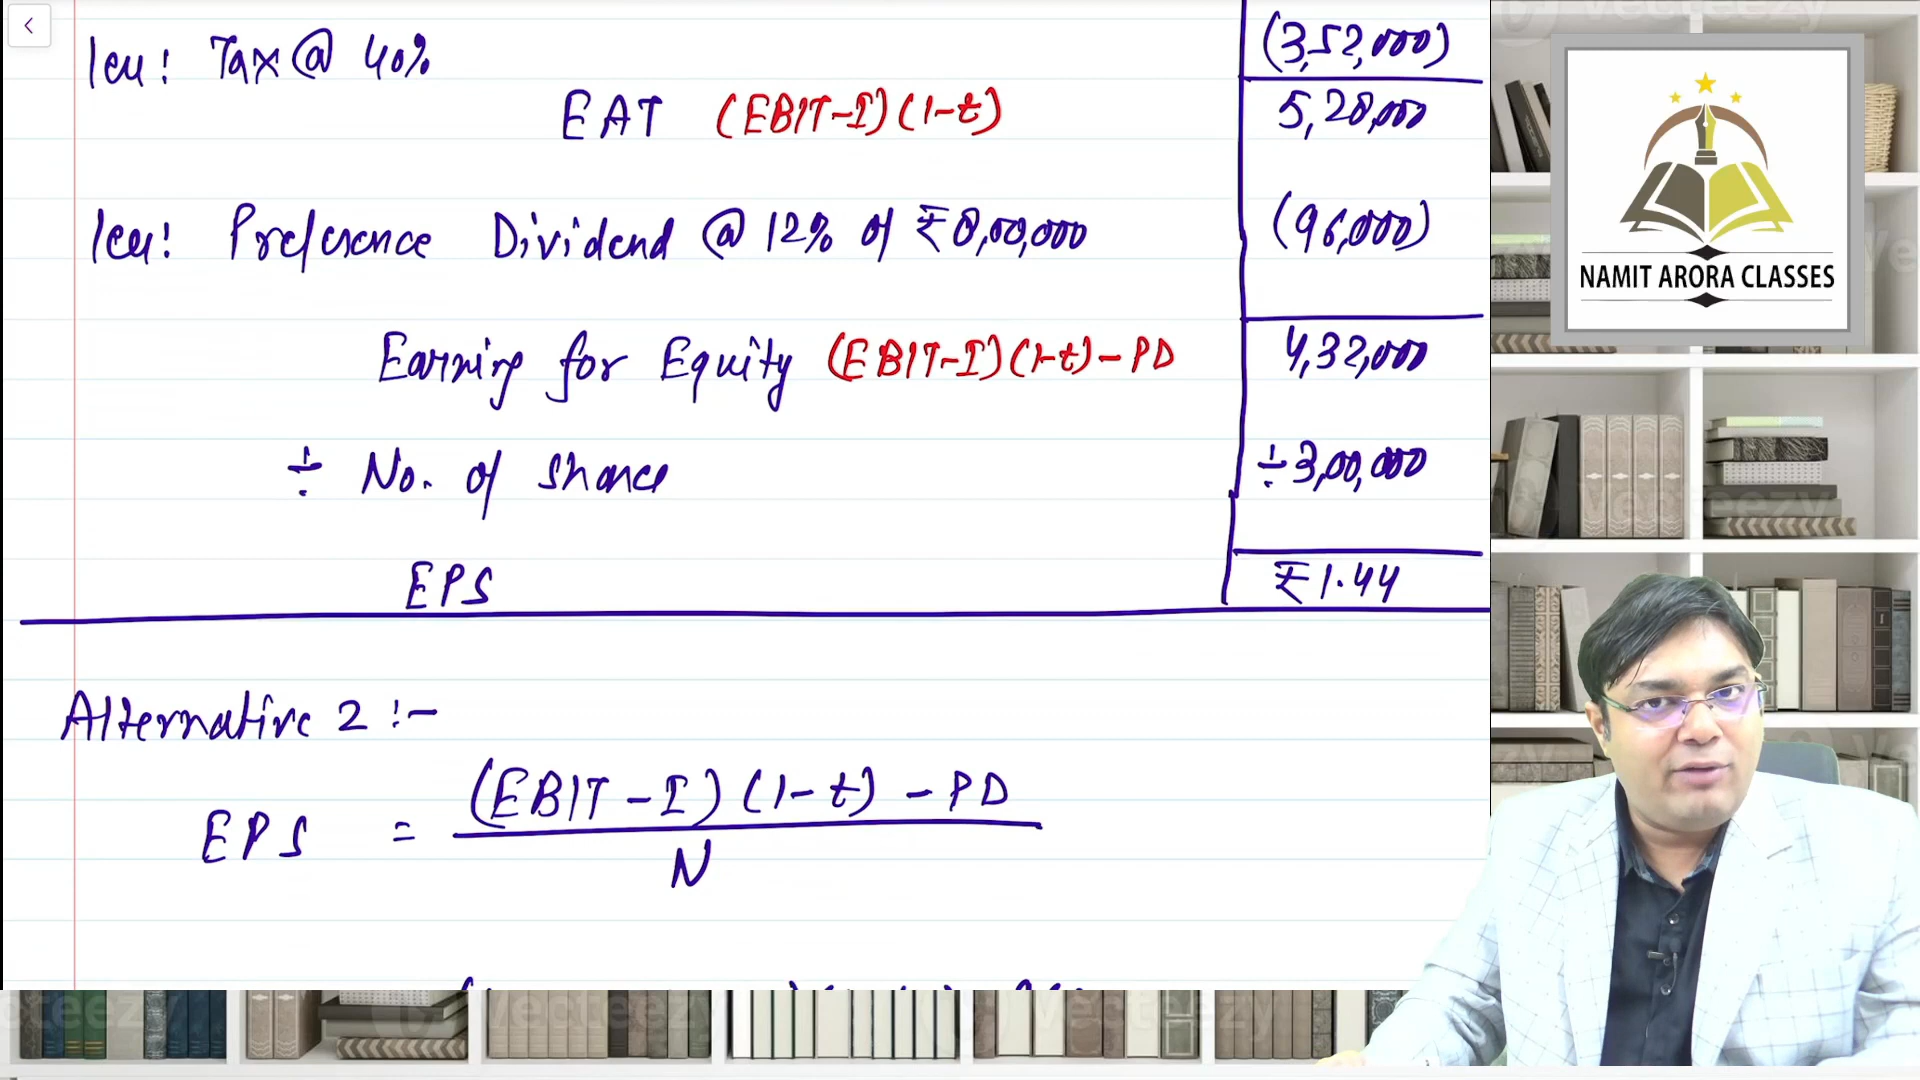 less: Tax @ 40% (3,52,000)
EAT (EBIT-I)(1-t) 5,28,000
less: Preference Dividend @ 12% of ₹8,00,000 (96,000)
Earning for Equity (EBIT-I)(1-t)-PD 4,32,000
÷ No. of shares ÷3,00,000
EPS ₹1.44
Alternative 2 :-
EPS = (EBIT-I)(1-t) - PD
N
NAMIT ARORA CLASSES